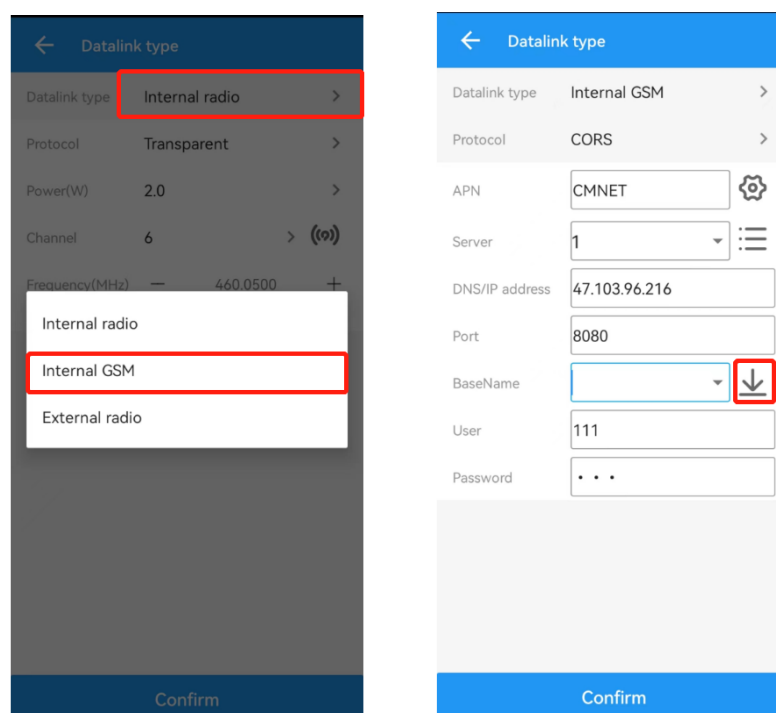 Datalink type
Datalink type Internal radio
Protocol Transparent
Power(W) 2.0
Channel 6
Frequency(MHz) 460.0500
Internal radio
Internal GSM
External radio
Confirm
Datalink type
Datalink type Internal GSM
Protocol CORS
APN CMNET
Server 1
DNS/IP address 47.103.96.216
Port 8080
BaseName
User 111
Password • • •
Confirm